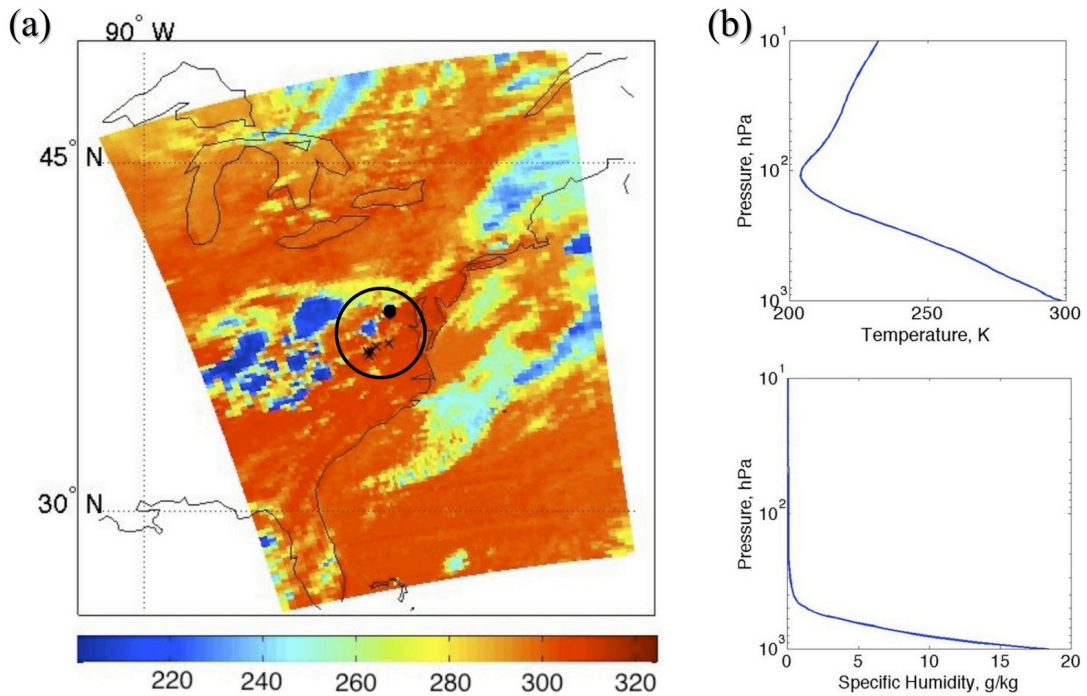 (a)
90° W
45° N
30° N
220 240 260 280 300 320
(b)
10¹
10²
10³
Pressure, hPa
200 250 300
Temperature, K
10¹
10²
10³
Pressure, hPa
0 5 10 15 20
Specific Humidity, g/kg